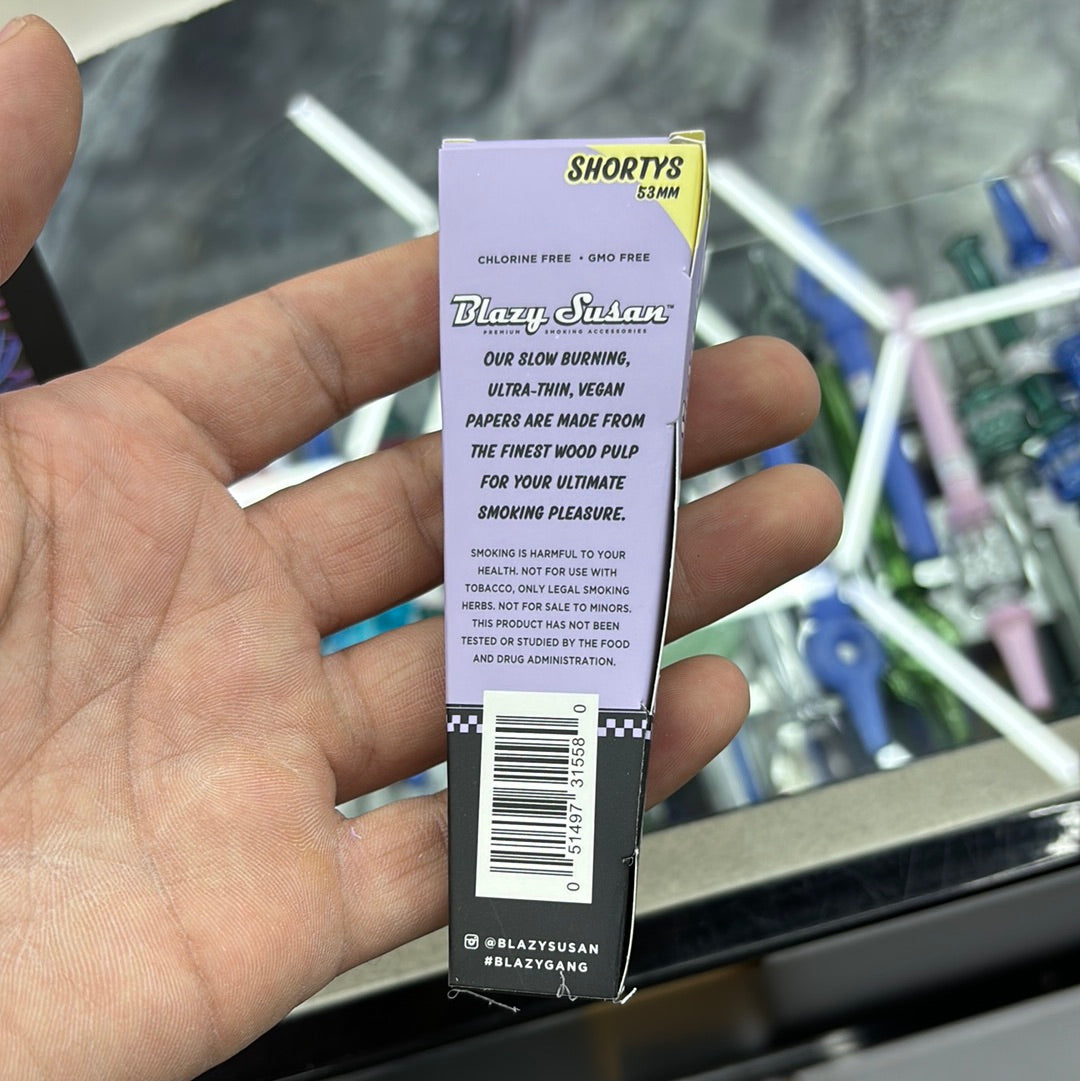 SHORTYS
53MM
CHLORINE FREE • GMO FREE
Blazy Susan™
PREMIUM SMOKING ACCESSORIES
OUR SLOW BURNING,
ULTRA-THIN, VEGAN
PAPERS ARE MADE FROM
THE FINEST WOOD PULP
FOR YOUR ULTIMATE
SMOKING PLEASURE.
SMOKING IS HARMFUL TO YOUR
HEALTH. NOT FOR USE WITH
TOBACCO, ONLY LEGAL SMOKING
HERBS. NOT FOR SALE TO MINORS.
THIS PRODUCT HAS NOT BEEN
TESTED OR STUDIED BY THE FOOD
AND DRUG ADMINISTRATION.
0 51497 31558 0
@BLAZYSUSAN
#BLAZYGANG